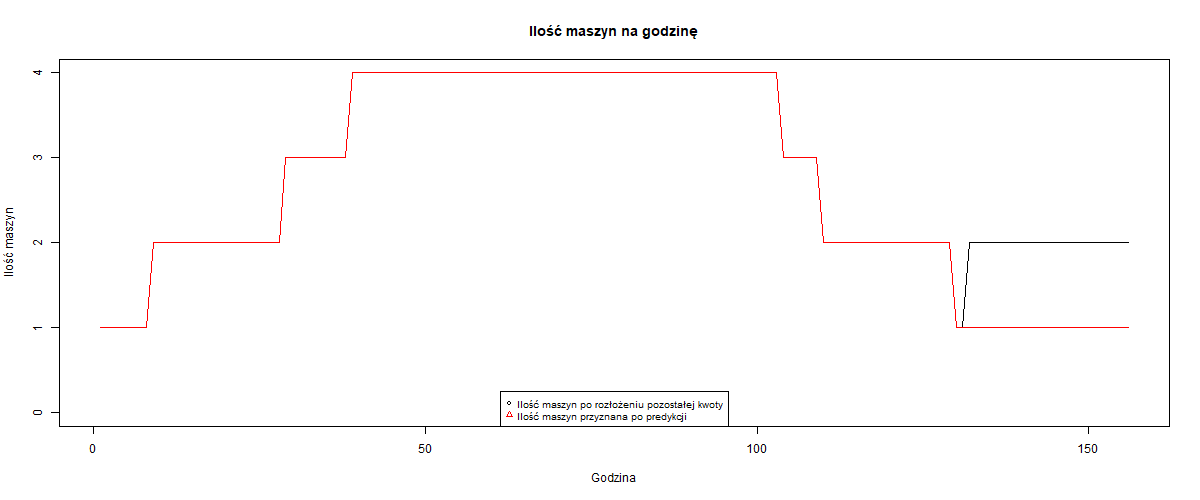 Ilość maszyn na godzinę
Ilość maszyn
4
3
2
1
0
Ilość maszyn po rozłożeniu pozostałej kwoty
Ilość maszyn przyznana po predykcji
0 50 100 150
Godzina